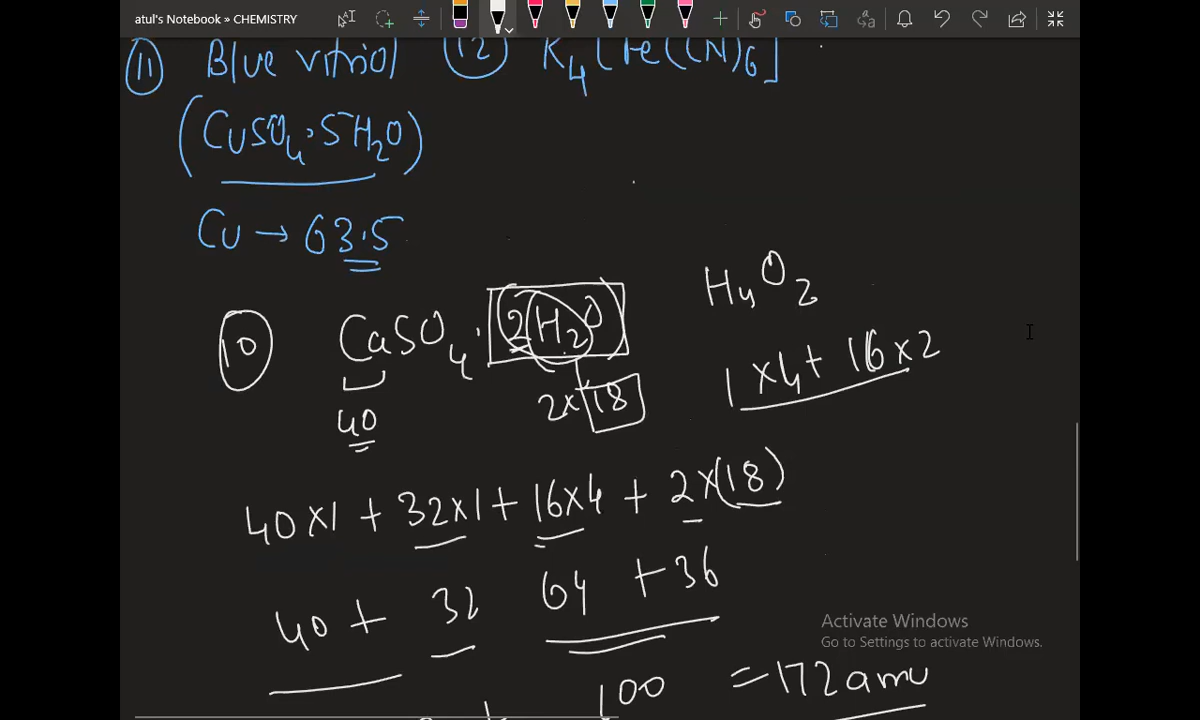 atul's Notebook » CHEMISTRY
11 Blue vitriol 12 K4[Fe(CN)6]
(CuSO4·5H2O)
Cu → 63.5
10 CaSO4·2H2O H4O2
40 2×18 1×4+16×2
40×1 + 32×1 + 16×4 + 2×(18)
40 + 32 64 + 36
Activate Windows
Go to Settings to activate Windows.
100 = 172 amu